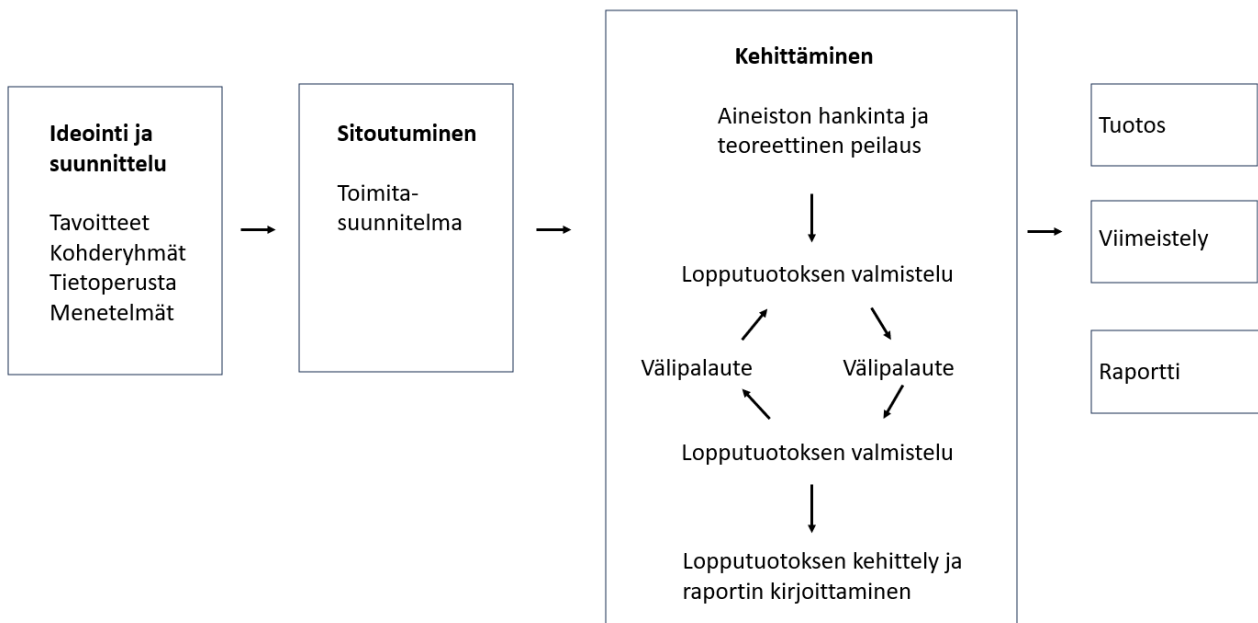 Ideointi ja
suunnittelu
Tavoitteet
Kohderyhmät
Tietoperusta
Menetelmät
Sitoutuminen
Toimita-
suunnitelma
Kehittäminen
Aineiston hankinta ja
teoreettinen peilaus
Lopputuotoksen valmistelu
Välipalaute
Välipalaute
Lopputuotoksen valmistelu
Lopputuotoksen kehittely ja
raportin kirjoittaminen
Tuotos
Viimeistely
Raportti